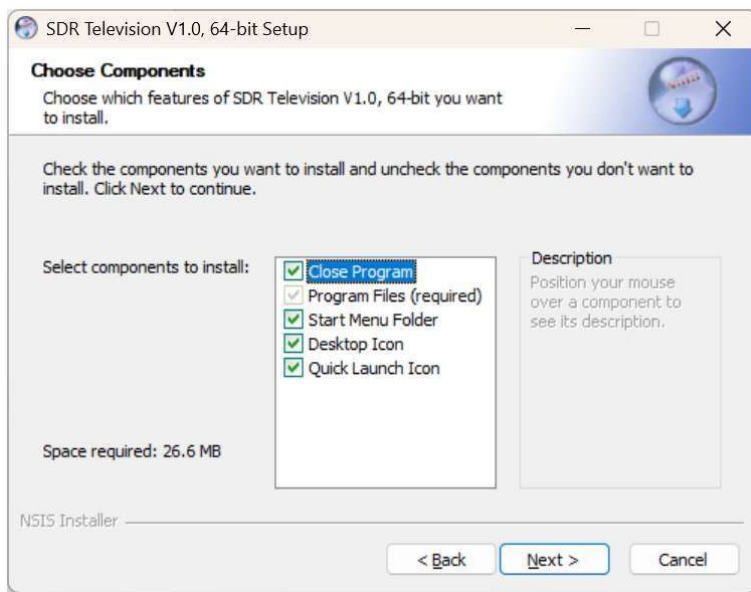 SDR Television V1.0, 64-bit Setup
Choose Components
Choose which features of SDR Television V1.0, 64-bit you want
to install.
Check the components you want to install and uncheck the components you don't want to
install. Click Next to continue.
Select components to install:
Close Program
Program Files (required)
Start Menu Folder
Desktop Icon
Quick Launch Icon
Description
Position your mouse
over a component to
see its description.
Space required: 26.6 MB
NSIS Installer
< Back
Next >
Cancel